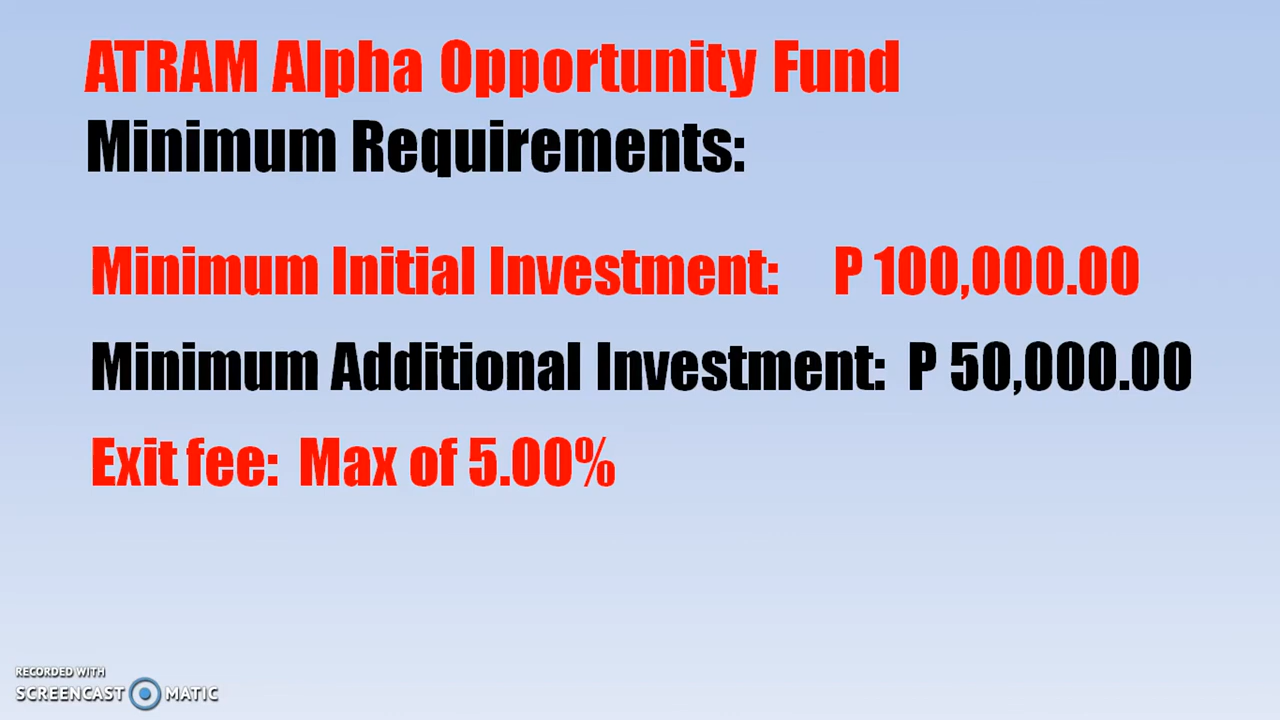 ATRAM Alpha Opportunity Fund
Minimum Requirements:
Minimum Initial Investment: P 100,000.00
Minimum Additional Investment: P 50,000.00
Exit fee: Max of 5.00%
RECORDED WITH
SCREENCAST MATIC